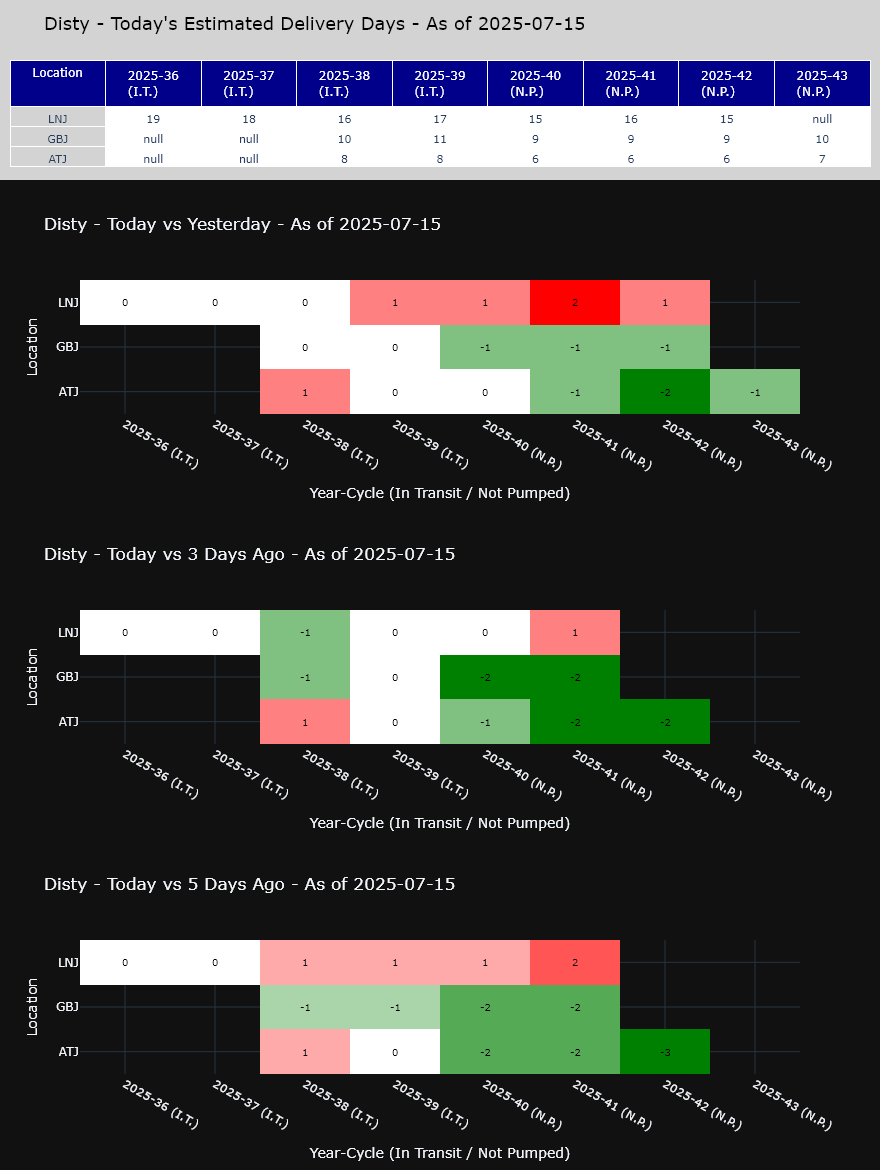 Disty - Today's Estimated Delivery Days - As of 2025-07-15
Location 2025-36 (I.T.) 2025-37 (I.T.) 2025-38 (I.T.) 2025-39 (I.T.) 2025-40 (N.P.) 2025-41 (N.P.) 2025-42 (N.P.) 2025-43 (N.P.)
LNJ 19 18 16 17 15 16 15 null
GBJ null null 10 11 9 9 9 10
ATJ null null 8 8 6 6 6 7
Disty - Today vs Yesterday - As of 2025-07-15
Location
LNJ 0 0 0 1 1 2 1
GBJ 0 0 -1 -1 -1
ATJ 1 0 0 -1 -2 -1
2025-36 (I.T.) 2025-37 (I.T.) 2025-38 (I.T.) 2025-39 (I.T.) 2025-40 (N.P.) 2025-41 (N.P.) 2025-42 (N.P.) 2025-43 (N.P.)
Year-Cycle (In Transit / Not Pumped)
Disty - Today vs 3 Days Ago - As of 2025-07-15
Location
LNJ 0 0 -1 0 0 1
GBJ -1 0 -2 -2
ATJ 1 0 -1 -2 -2
2025-36 (I.T.) 2025-37 (I.T.) 2025-38 (I.T.) 2025-39 (I.T.) 2025-40 (N.P.) 2025-41 (N.P.) 2025-42 (N.P.) 2025-43 (N.P.)
Year-Cycle (In Transit / Not Pumped)
Disty - Today vs 5 Days Ago - As of 2025-07-15
Location
LNJ 0 0 1 1 1 2
GBJ -1 -1 -2 -2
ATJ 1 0 -2 -2 -3
2025-36 (I.T.) 2025-37 (I.T.) 2025-38 (I.T.) 2025-39 (I.T.) 2025-40 (N.P.) 2025-41 (N.P.) 2025-42 (N.P.) 2025-43 (N.P.)
Year-Cycle (In Transit / Not Pumped)